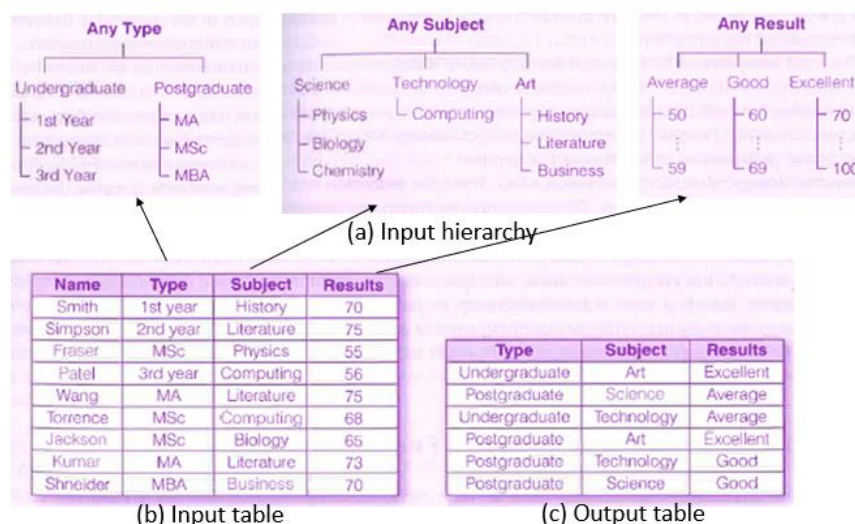 Any Type
Undergraduate Postgraduate
1st Year MA
2nd Year MSc
3rd Year MBA
Any Subject
Science Technology Art
Physics Computing History
Biology Literature
Chemistry Business
Any Result
Average Good Excellent
50 60 70
59 69 100
(a) Input hierarchy
Name Type Subject Results
Smith 1st year History 70
Simpson 2nd year Literature 75
Fraser MSc Physics 55
Patel 3rd year Computing 56
Wang MA Literature 75
Torrence MSc Computing 68
Jackson MSc Biology 65
Kumar MA Literature 73
Shneider MBA Business 70
(b) Input table
Type Subject Results
Undergraduate Art Excellent
Postgraduate Science Average
Undergraduate Technology Average
Postgraduate Art Excellent
Postgraduate Technology Good
Postgraduate Science Good
(c) Output table